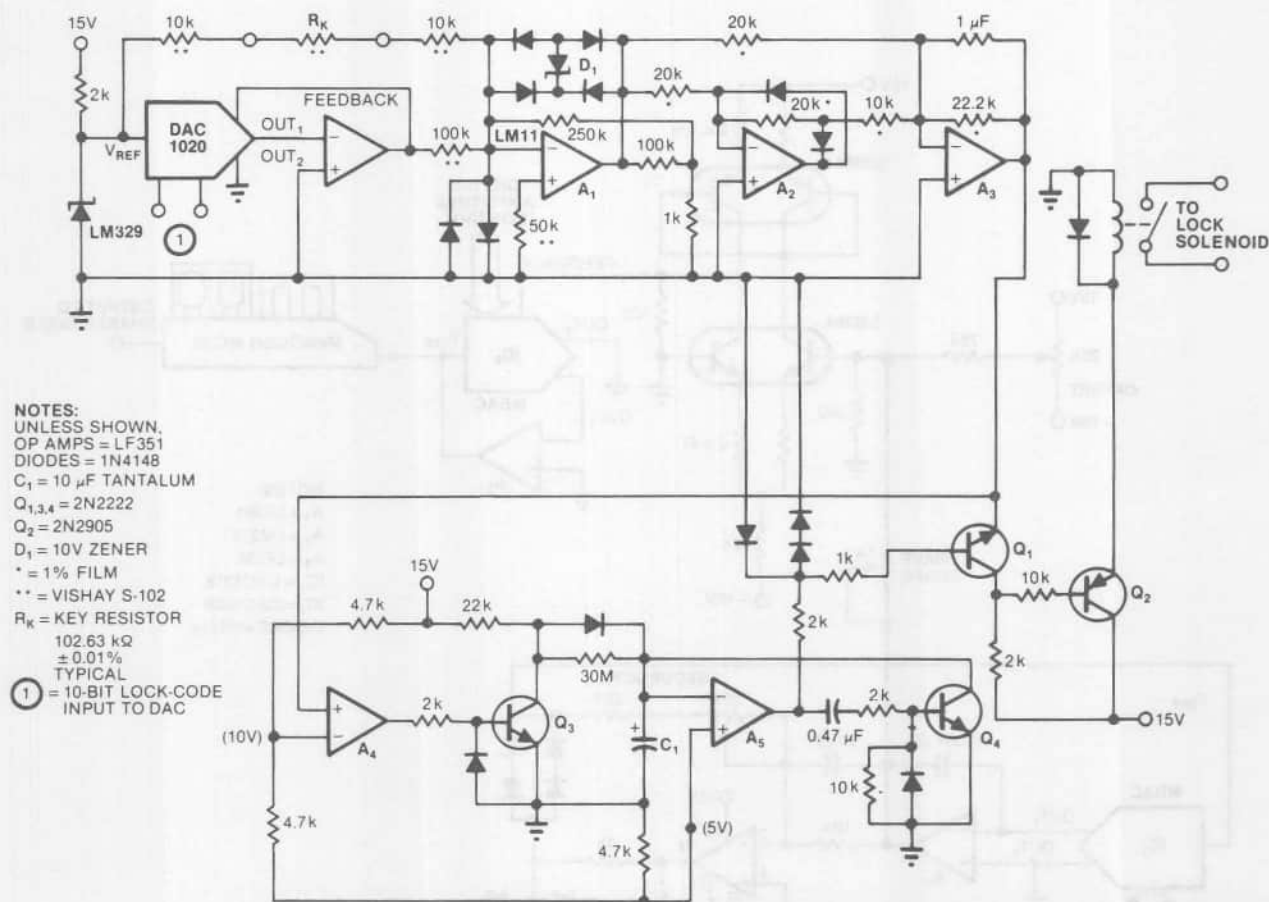 15V
10k
**
R_K
**
10k
**
20k
*
1 μF
2k
D₁
FEEDBACK
20k
*
20k*
10k
*
22.2k
*
DAC
1020
OUT₁
OUT₂
V_REF
−
+
100k
**
LM11
250k
−
+
A₁
100k
−
+
A₂
−
+
A₃
LM329
1
50k
**
1k
TO
LOCK
SOLENOID
NOTES:
UNLESS SHOWN,
OP AMPS = LF351
DIODES = 1N4148
C₁ = 10 μF TANTALUM
Q₁,₃,₄ = 2N2222
Q₂ = 2N2905
D₁ = 10V ZENER
* = 1% FILM
** = VISHAY S-102
R_K = KEY RESISTOR
102.63 kΩ
± 0.01%
TYPICAL
1 = 10-BIT LOCK-CODE
INPUT TO DAC
1k
Q₁
10k
Q₂
2k
2k
15V
15V
4.7k
22k
30M
+
−
A₄
(10V)
2k
Q₃
+
C₁
−
+
A₅
0.47 μF
2k
Q₄
10k
4.7k
4.7k
(5V)